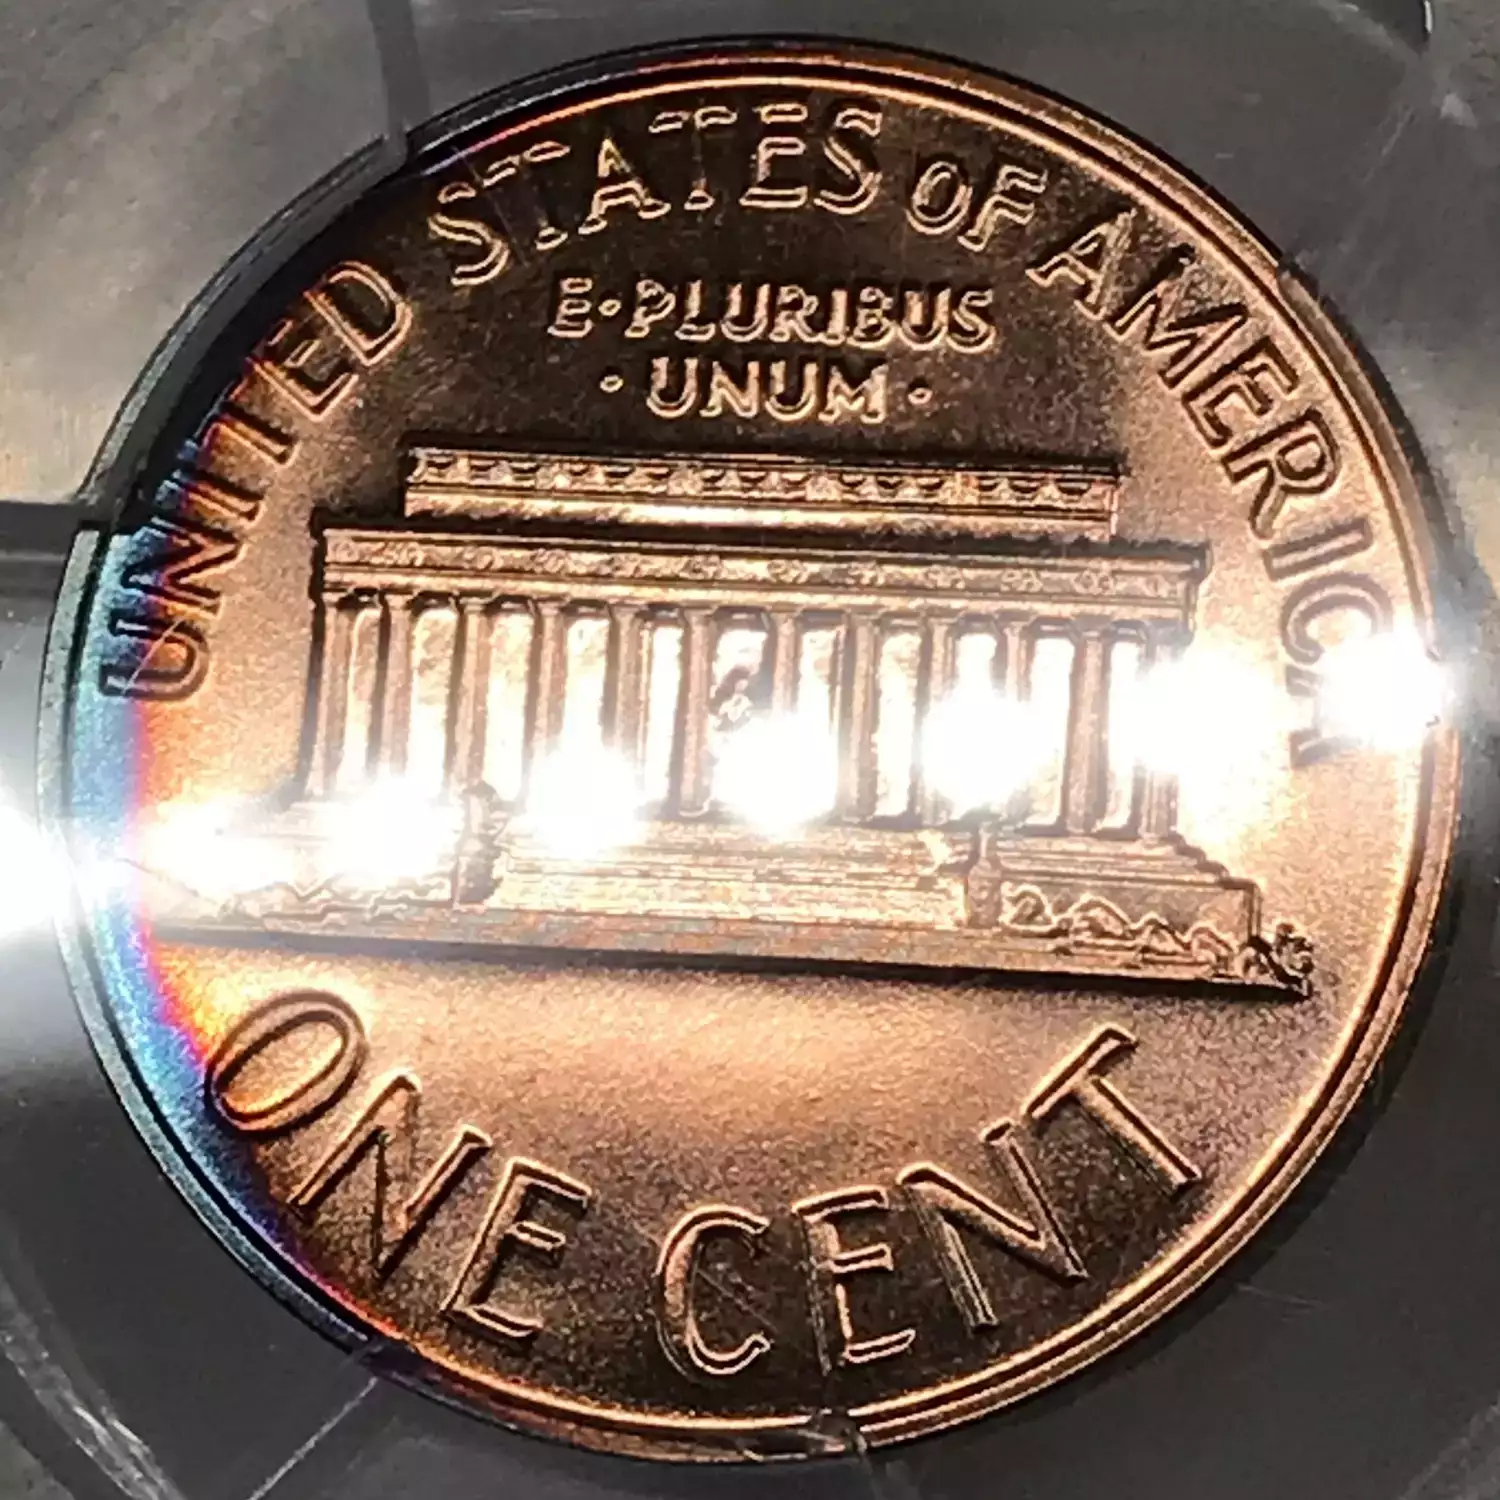 UNITED STATES OF AMERICA
E·PLURIBUS
·UNUM·
ONE CENT